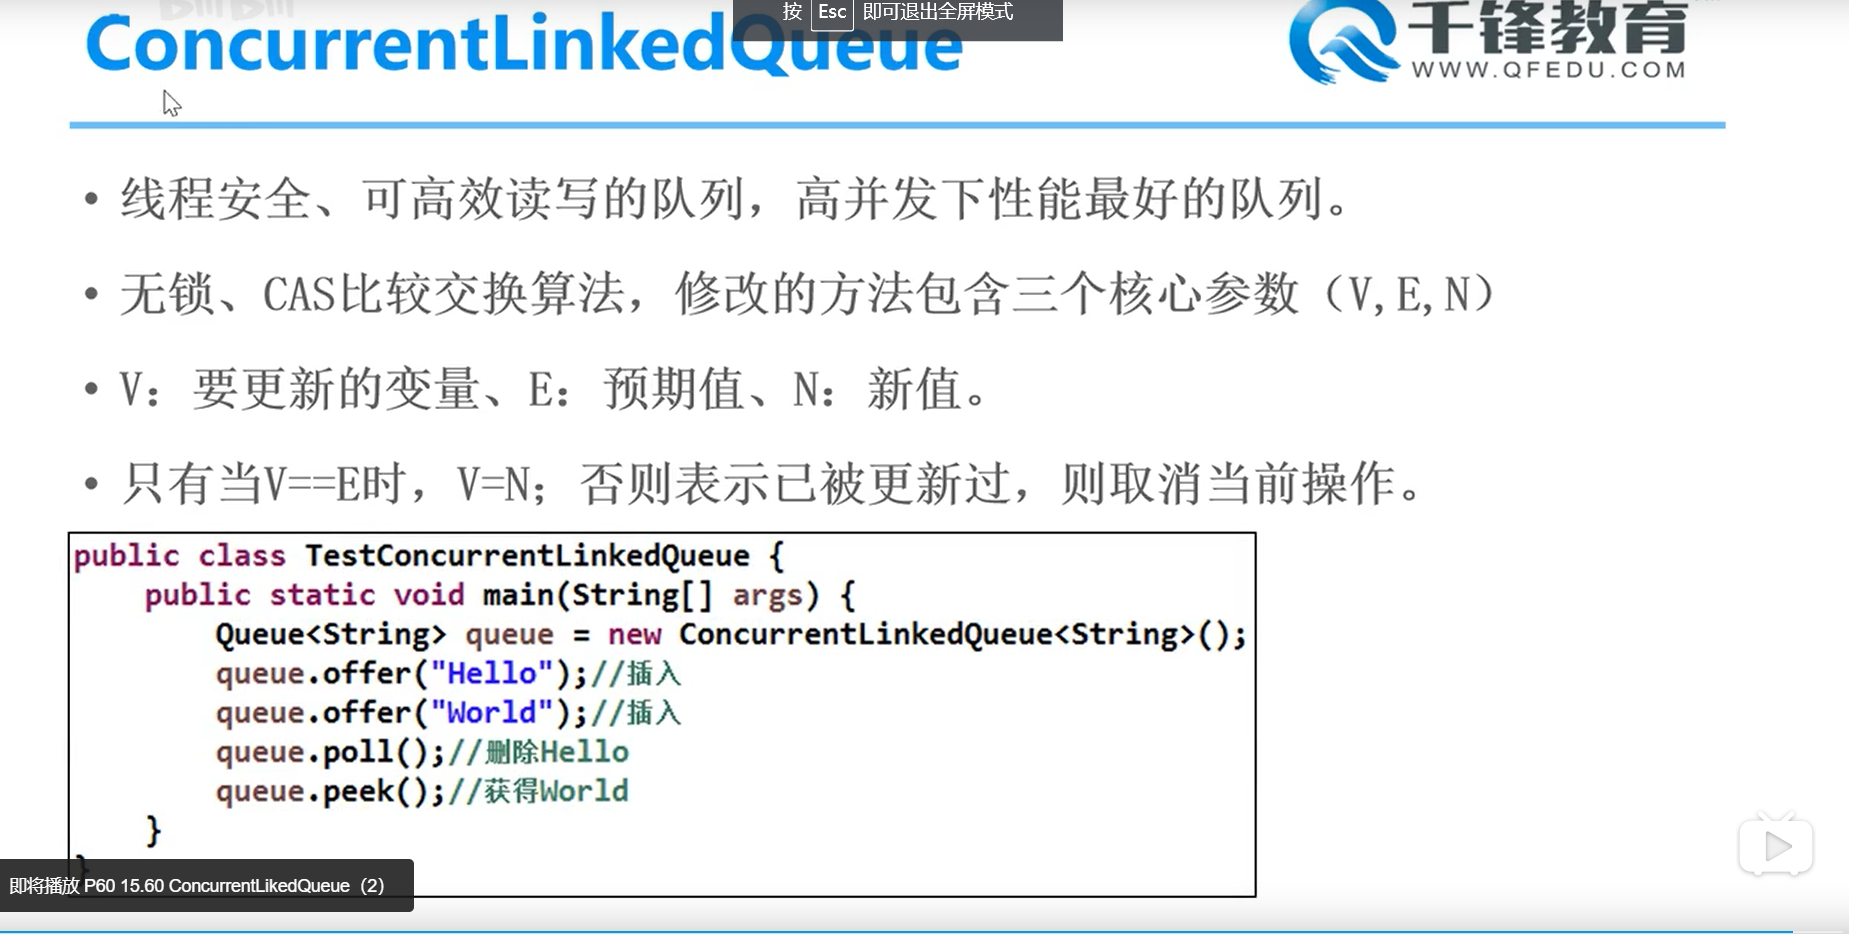 bilibili
按 Esc 即可退出全屏模式
ConcurrentLinkedQueue
千锋教育
WWW.QFEDU.COM
• 线程安全、可高效读写的队列，高并发下性能最好的队列。
• 无锁、CAS比较交换算法，修改的方法包含三个核心参数（V,E,N）
• V：要更新的变量、E：预期值、N：新值。
• 只有当V==E时，V=N；否则表示已被更新过，则取消当前操作。
public class TestConcurrentLinkedQueue {
public static void main(String[] args) {
Queue<String> queue = new ConcurrentLinkedQueue<String>();
queue.offer("Hello");//插入
queue.offer("World");//插入
queue.poll();//删除Hello
queue.peek();//获得World
}
}
即将播放 P60 15.60 ConcurrentLikedQueue（2）